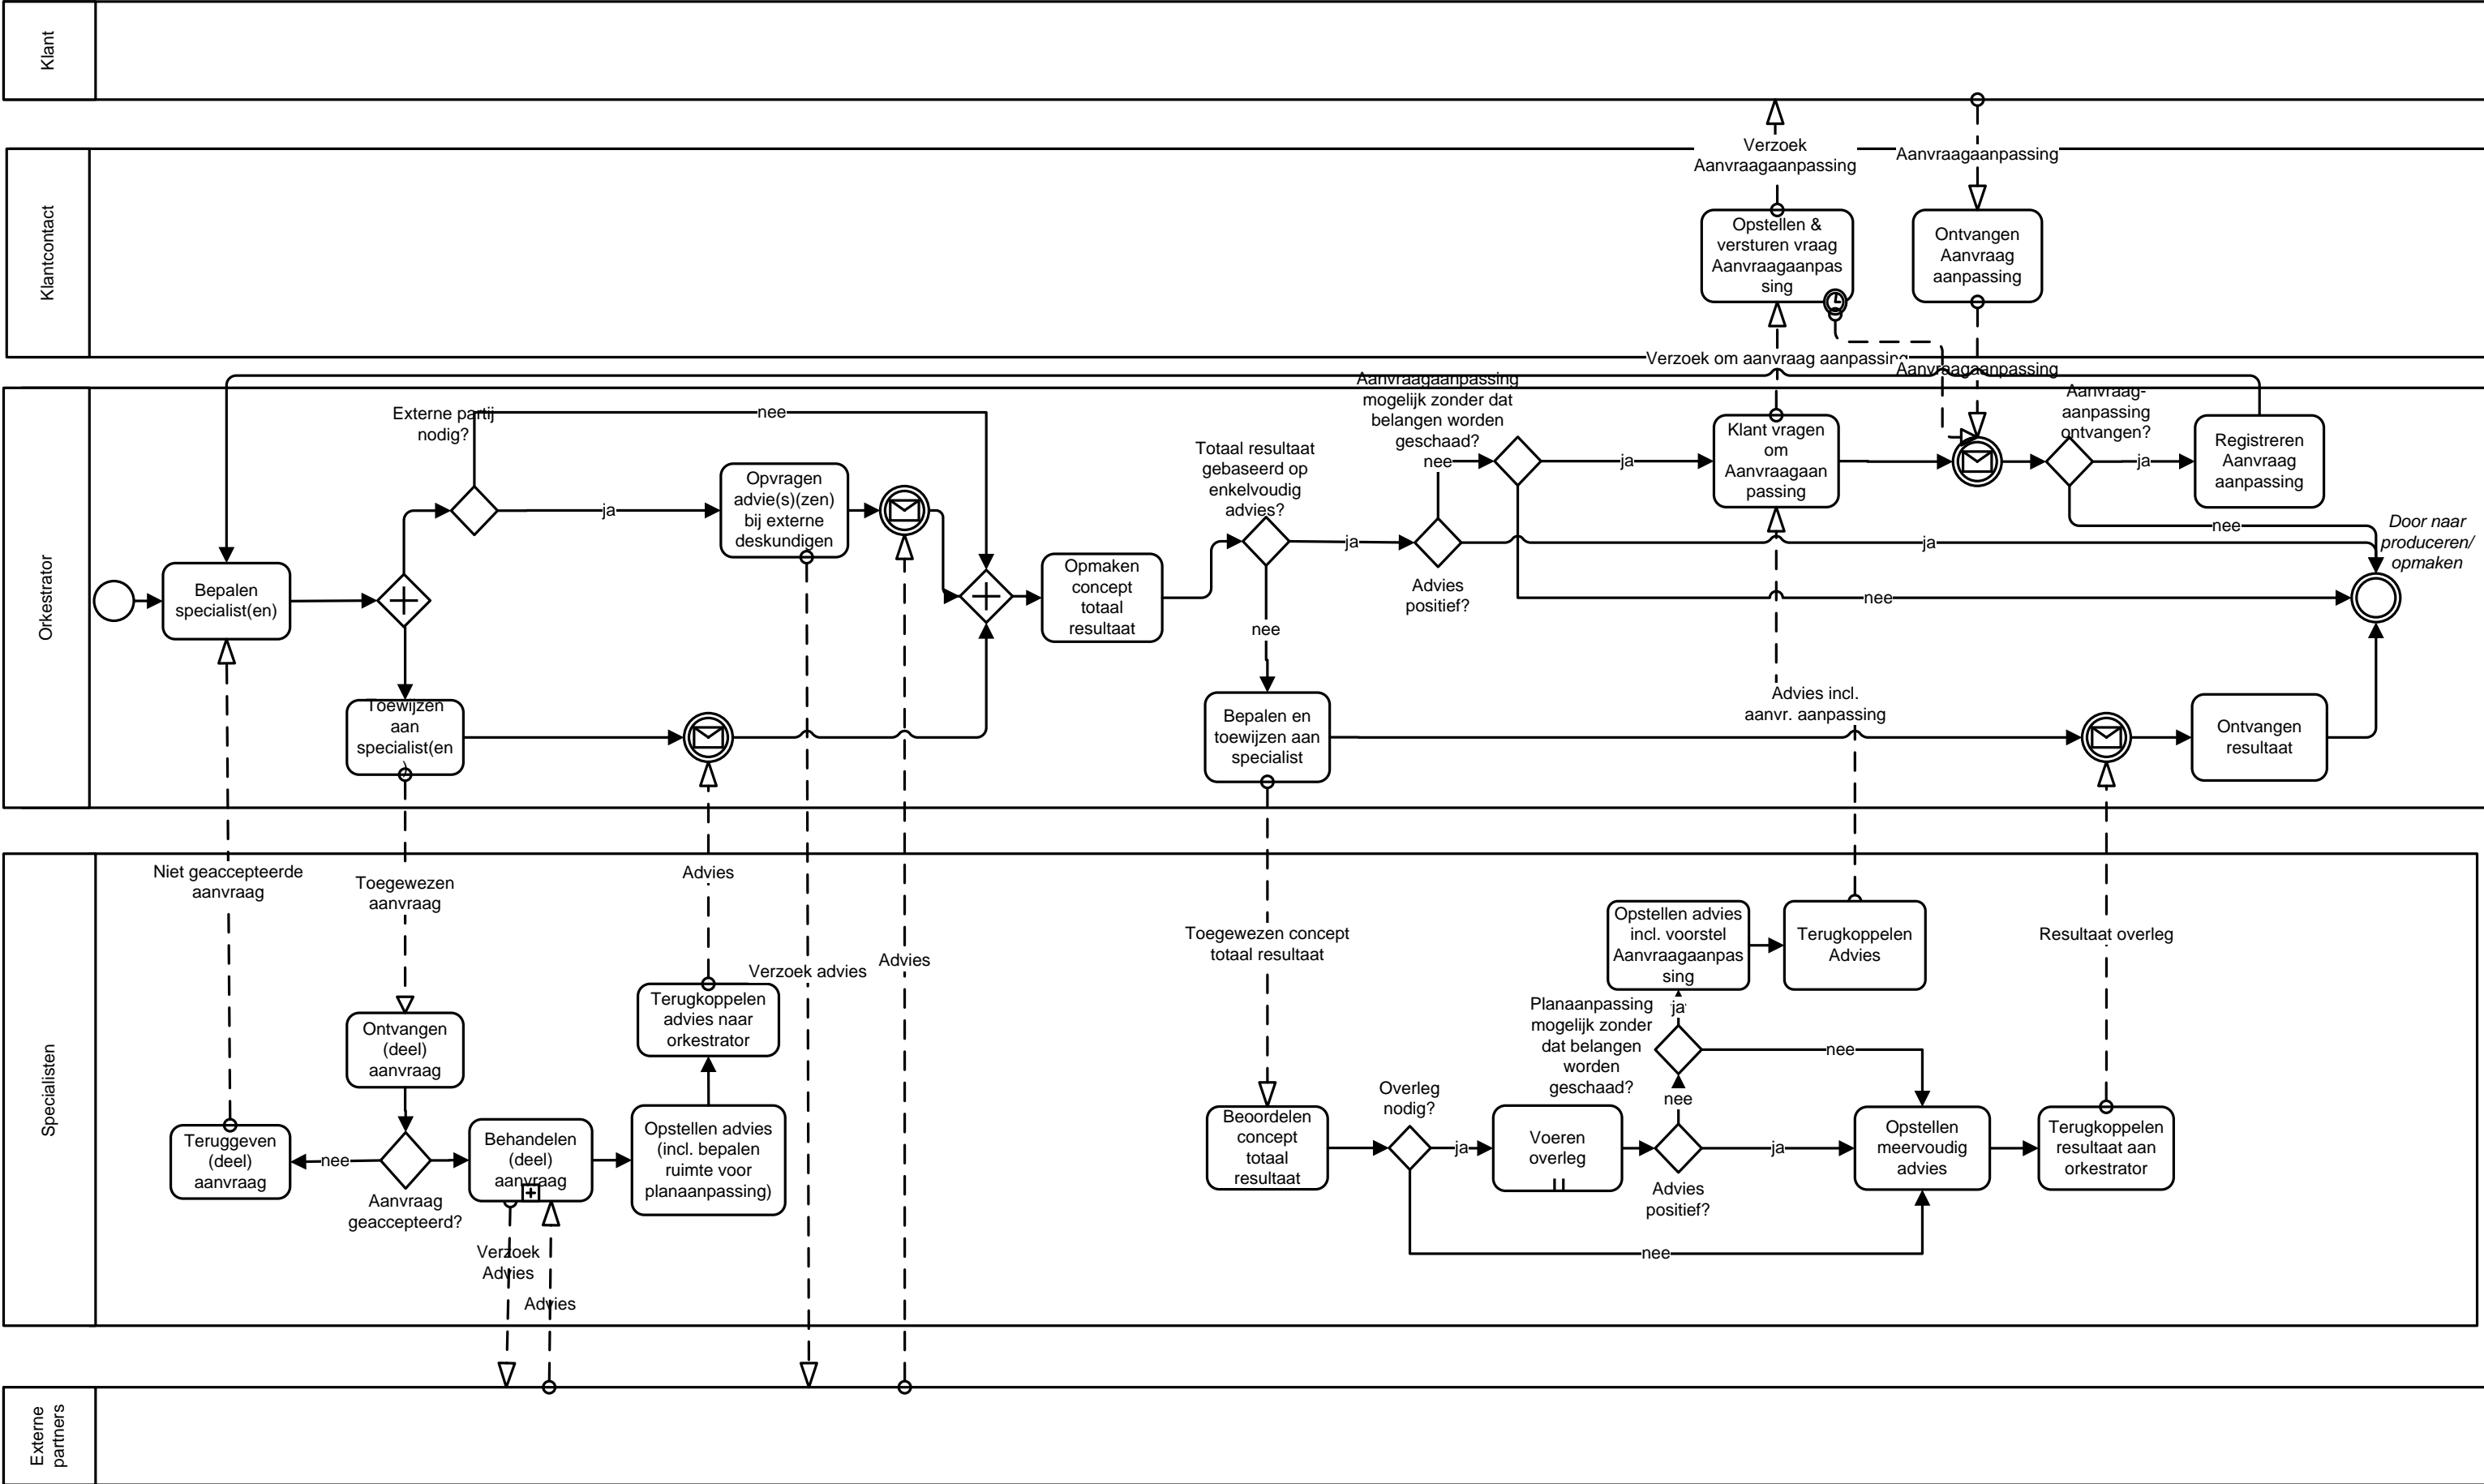 Klant
Klantcontact
Verzoek
Aanvraagaanpassing
Aanvraagaanpassing
Opstellen &
versturen vraag
Aanvraagaanpas
sing
Ontvangen
Aanvraag
aanpassing
Verzoek om aanvraag aanpassing
Aanvraagaanpassing
Orkestrator
Externe partij
nodig?
nee
ja
Opvragen
advie(s)(zen)
bij externe
deskundigen
Bepalen
specialist(en)
Toewijzen
aan
specialist(en
)
Opmaken
concept
totaal
resultaat
Totaal resultaat
gebaseerd op
enkelvoudig
advies?
ja
nee
Aanvraagaanpassing
mogelijk zonder dat
belangen worden
geschaad?
nee
Advies
positief?
ja
Klant vragen
om
Aanvraagaan
passing
Aanvraag-
aanpassing
ontvangen?
ja
Registreren
Aanvraag
aanpassing
nee
ja
nee
Door naar
produceren/
opmaken
Bepalen en
toewijzen aan
specialist
Advies incl.
aanvr. aanpassing
Ontvangen
resultaat
Specialisten
Niet geaccepteerde
aanvraag
Toegewezen
aanvraag
Advies
Verzoek advies
Advies
Ontvangen
(deel)
aanvraag
Terugkoppelen
advies naar
orkestrator
Teruggeven
(deel)
aanvraag
nee
Aanvraag
geaccepteerd?
Behandelen
(deel)
aanvraag
Opstellen advies
(incl. bepalen
ruimte voor
planaanpassing)
Verzoek
Advies
Advies
Toegewezen concept
totaal resultaat
Beoordelen
concept
totaal
resultaat
Overleg
nodig?
ja
Voeren
overleg
nee
Planaanpassing
mogelijk zonder
dat belangen
worden
geschaad?
ja
nee
nee
Advies
positief?
ja
Opstellen advies
incl. voorstel
Aanvraagaanpas
sing
Terugkoppelen
Advies
Opstellen
meervoudig
advies
Terugkoppelen
resultaat aan
orkestrator
Resultaat overleg
Externe
partners